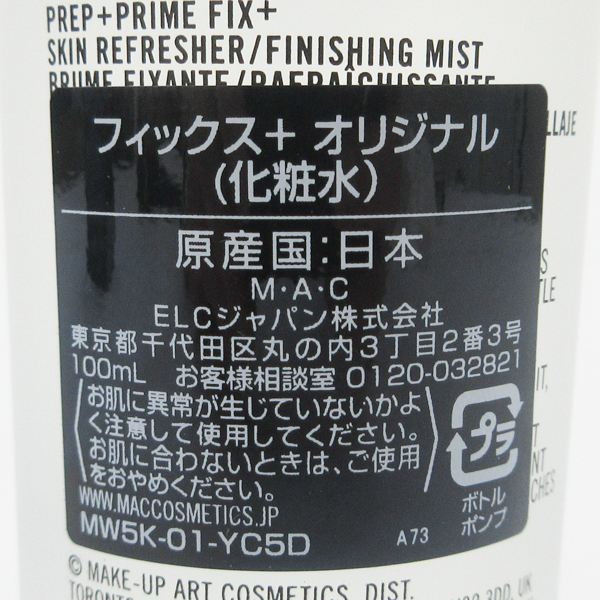 PREP+PRIME FIX+
SKIN REFRESHER/FINISHING MIST
BRUME FIXANTE/RAFRAÎCHISSANTE
LLAJE
フィックス+ オリジナル
(化粧水)
原産国:日本
M・A・C
ELCジャパン株式会社
東京都千代田区丸の内3丁目2番3号
100mL お客様相談室 0120-032821
お肌に異常が生じていないかよ
く注意して使用してください。
お肌に合わないときは、ご使用
をおやめください。
プラ
ボトル
ポンプ
WWW.MACCOSMETICS.JP
MW5K-01-YC5D
A73
© MAKE-UP ART COSMETICS, DIST.